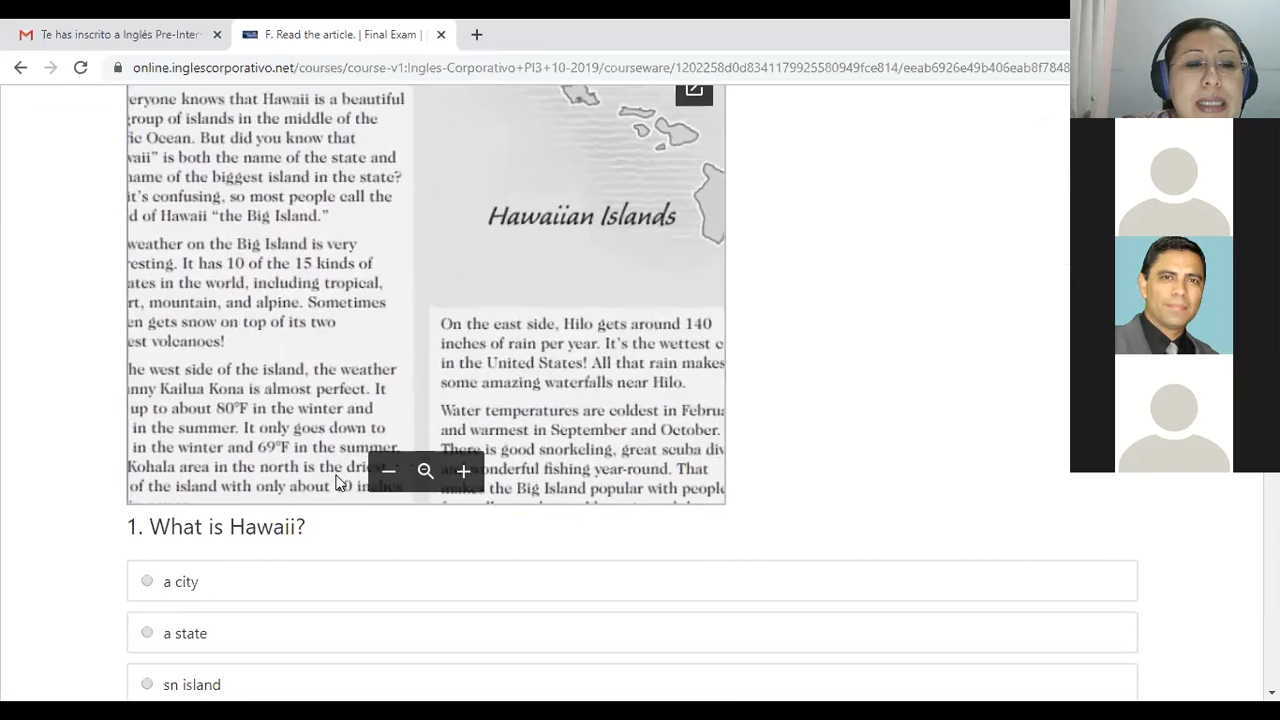 Te has inscrito a Inglés Pre-Inter
F. Read the article. | Final Exam |
online.inglescorporativo.net/courses/course-v1:Ingles-Corporativo+PI3+10-2019/courseware/1202258d0d8341179925580949fce814/eeab6926e49b406eab8f7848
eryone knows that Hawaii is a beautiful
group of islands in the middle of the
fic Ocean. But did you know that
vaii" is both the name of the state and
name of the biggest island in the state?
it's confusing, so most people call the
d of Hawaii "the Big Island."
weather on the Big Island is very
resting. It has 10 of the 15 kinds of
ates in the world, including tropical,
rt, mountain, and alpine. Sometimes
en gets snow on top of its two
est volcanoes!
he west side of the island, the weather
nny Kailua Kona is almost perfect. It
up to about 80°F in the winter and
in the summer. It only goes down to
in the winter and 69°F in the summer.
Kohala area in the north is the
of the island with only about
Hawaiian Islands
On the east side, Hilo gets around 140
inches of rain per year. It's the wettest c
in the United States! All that rain makes
some amazing waterfalls near Hilo.
Water temperatures are coldest in Februa
and warmest in September and October.
There is good snorkeling, great scuba div
wonderful fishing year-round. That
makes the Big Island popular with people
1. What is Hawaii?
a city
a state
sn island